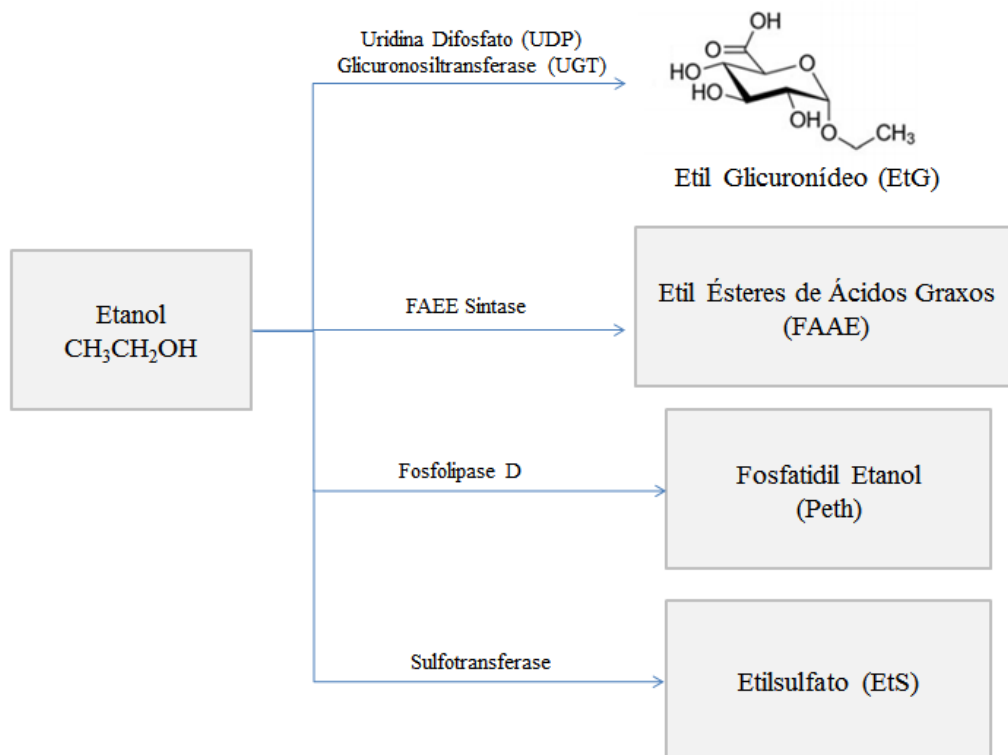 Uridina Difosfato (UDP)
Glicuronosiltransferase (UGT)
OH
O
O
HO
HO
OH
O
CH₃
Etil Glicuronídeo (EtG)
Etanol
CH₃CH₂OH
FAEE Sintase
Etil Ésteres de Ácidos Graxos
(FAAE)
Fosfolipase D
Fosfatidil Etanol
(Peth)
Sulfotransferase
Etilsulfato (EtS)